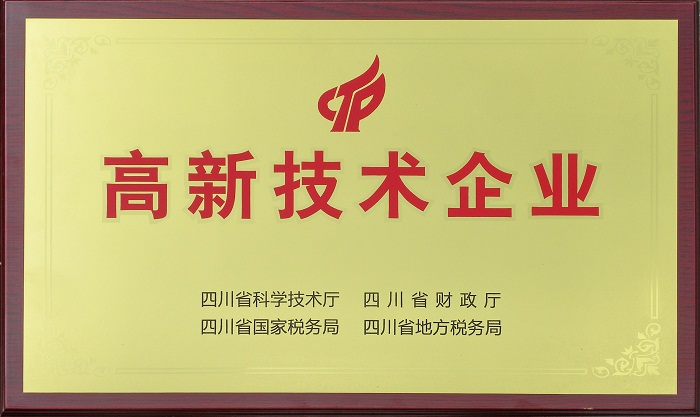 CTP
高新技术企业
四川省科学技术厅 四川省财政厅
四川省国家税务局 四川省地方税务局